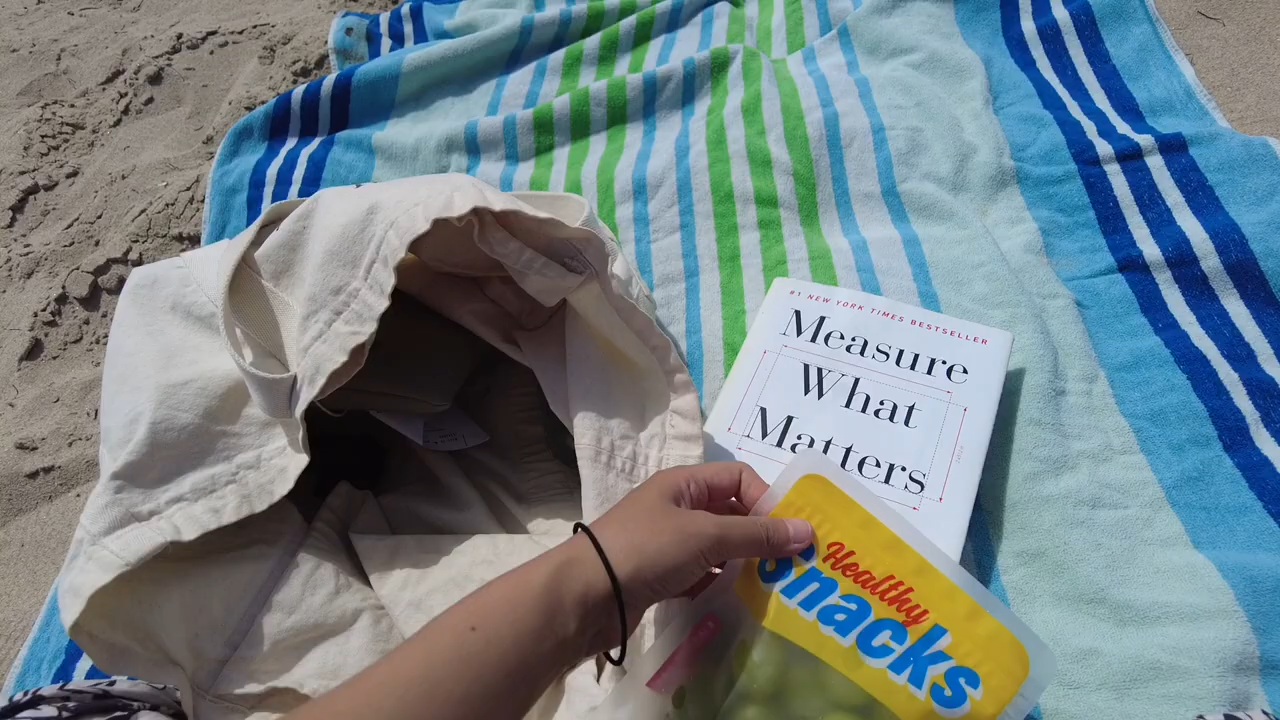 #1 NEW YORK TIMES BESTSELLER
Measure
What
Matters
Healthy
Snacks